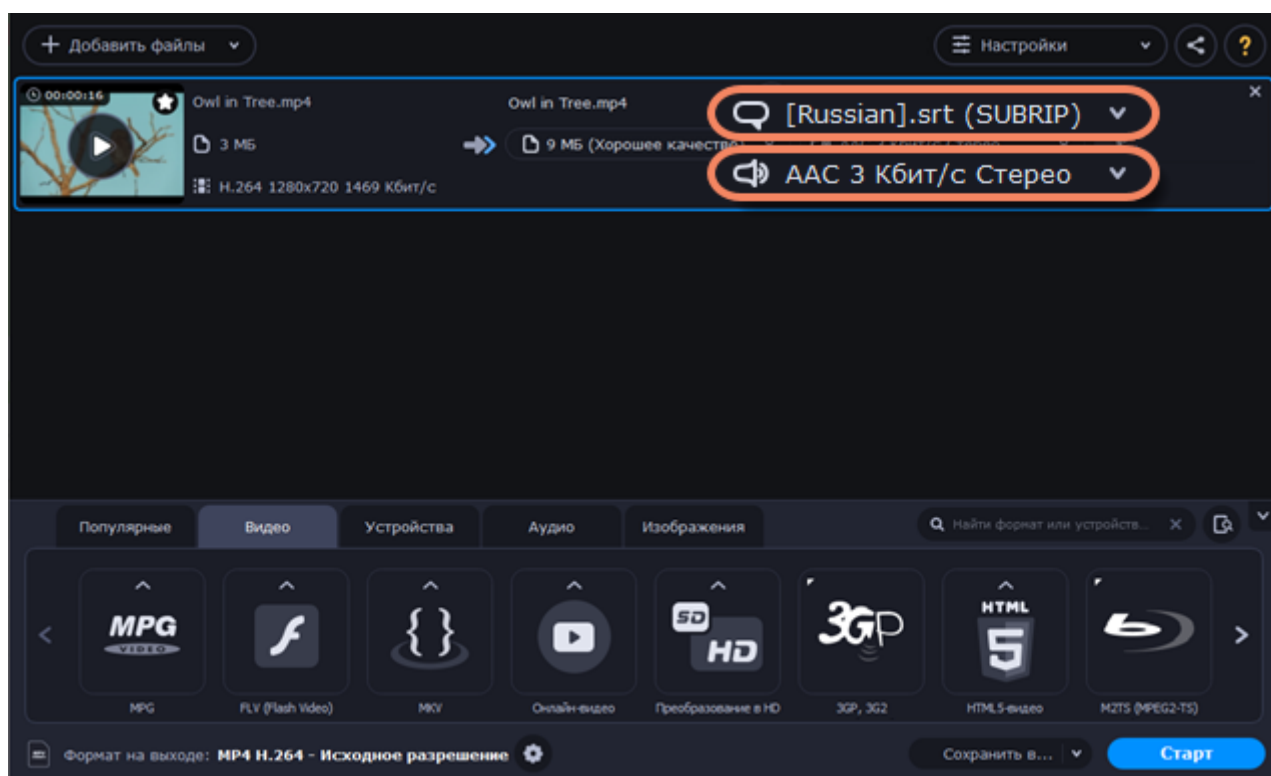 Добавить файлы
Настройки
?
00:00:16
Owl in Tree.mp4
Owl in Tree.mp4
[Russian].srt (SUBRIP)
3 МБ
9 МБ (Хорошее качество)
AAC 3 Кбит/с Стерео
H.264 1280x720 1469 Кбит/с
Популярные
Видео
Устройства
Аудио
Изображения
Найти формат или устройств...
MPG VIDEO
SD HD
3GP
HTML 5
MPG
FLV (Flash Video)
MKV
Онлайн-видео
Преобразование в HD
3GP, 3G2
HTML5-видео
M2TS (MPEG2-TS)
Формат на выходе: MP4 H.264 - Исходное разрешение
Сохранить в...
Старт